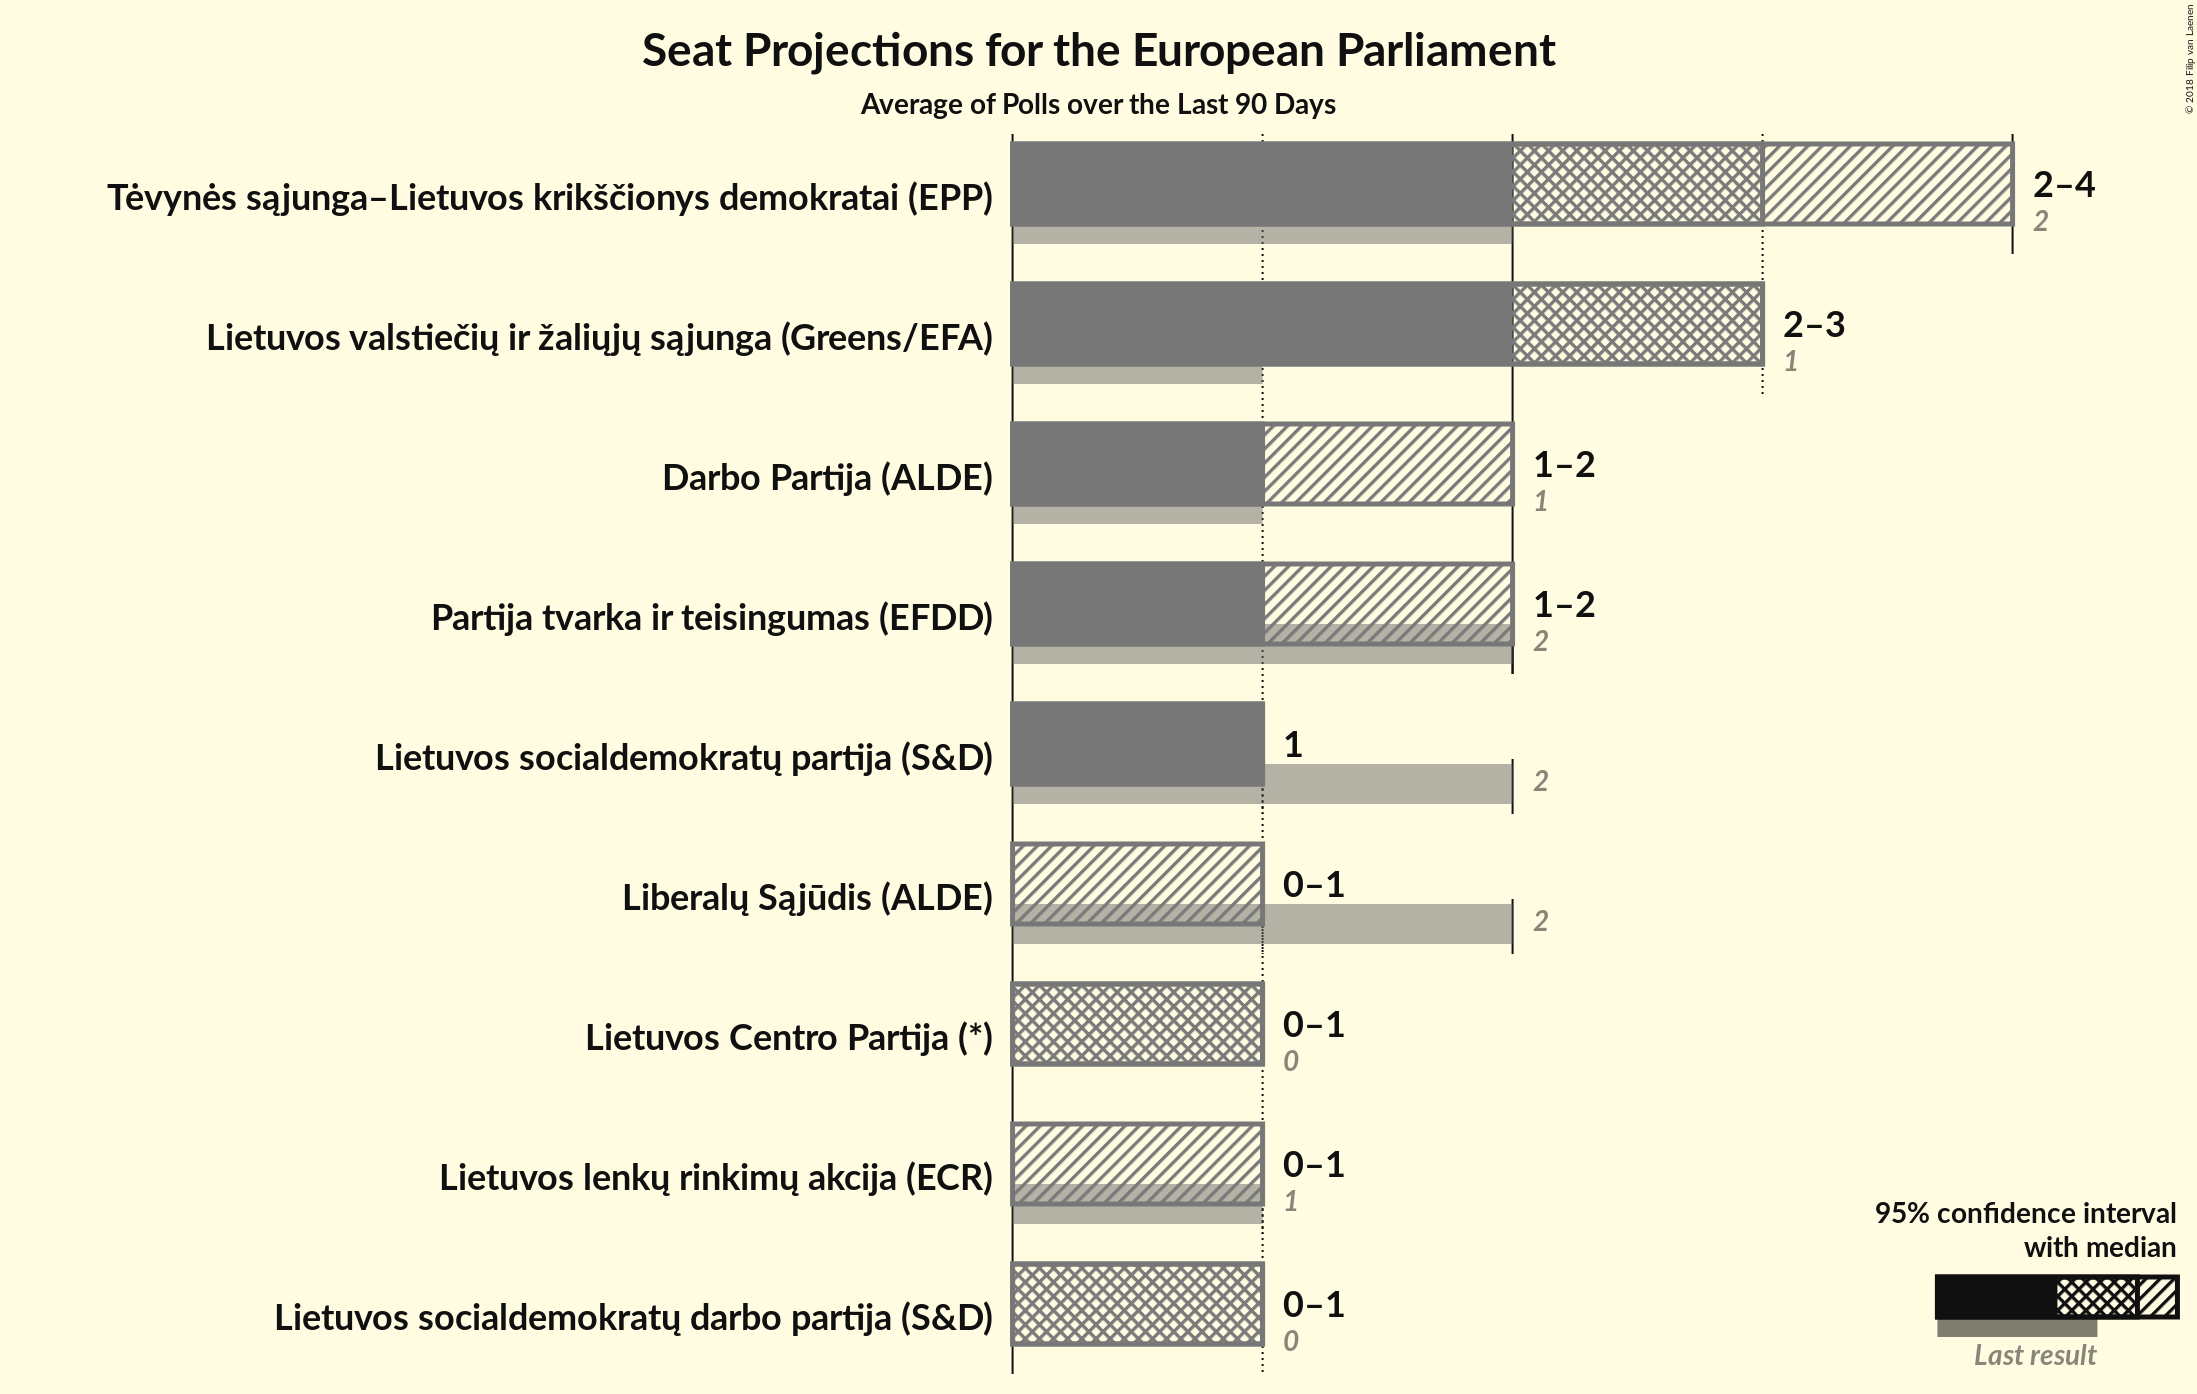 Seat Projections for the European Parliament
Average of Polls over the Last 90 Days
© 2018 Filip van Laenen
Tėvynės sąjunga–Lietuvos krikščionys demokratai (EPP)
2–4
2
Lietuvos valstiečių ir žaliųjų sąjunga (Greens/EFA)
2–3
1
Darbo Partija (ALDE)
1–2
1
Partija tvarka ir teisingumas (EFDD)
1–2
2
Lietuvos socialdemokratų partija (S&D)
1
2
Liberalų Sąjūdis (ALDE)
0–1
2
Lietuvos Centro Partija (*)
0–1
0
Lietuvos lenkų rinkimų akcija (ECR)
0–1
1
Lietuvos socialdemokratų darbo partija (S&D)
0–1
0
95% confidence interval
with median
Last result